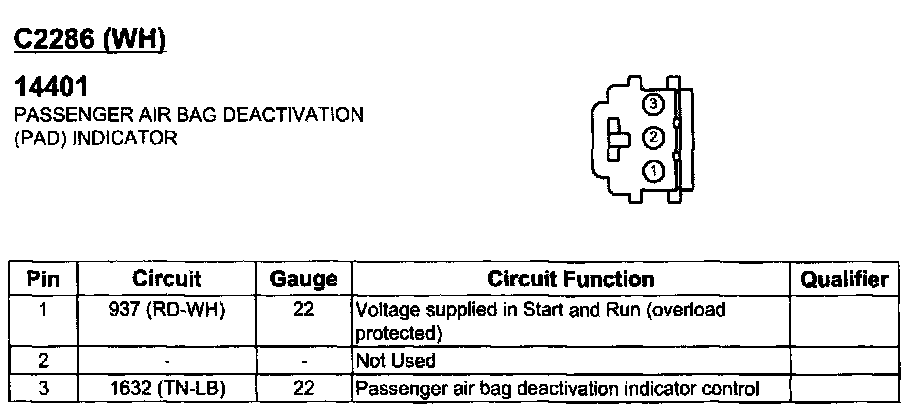 C2286 (WH)
14401
PASSENGER AIR BAG DEACTIVATION
(PAD) INDICATOR
3
2
1
Pin Circuit Gauge Circuit Function Qualifier
1 937 (RD-WH) 22 Voltage supplied in Start and Run (overload
protected)
2 - - Not Used
3 1632 (TN-LB) 22 Passenger air bag deactivation indicator control